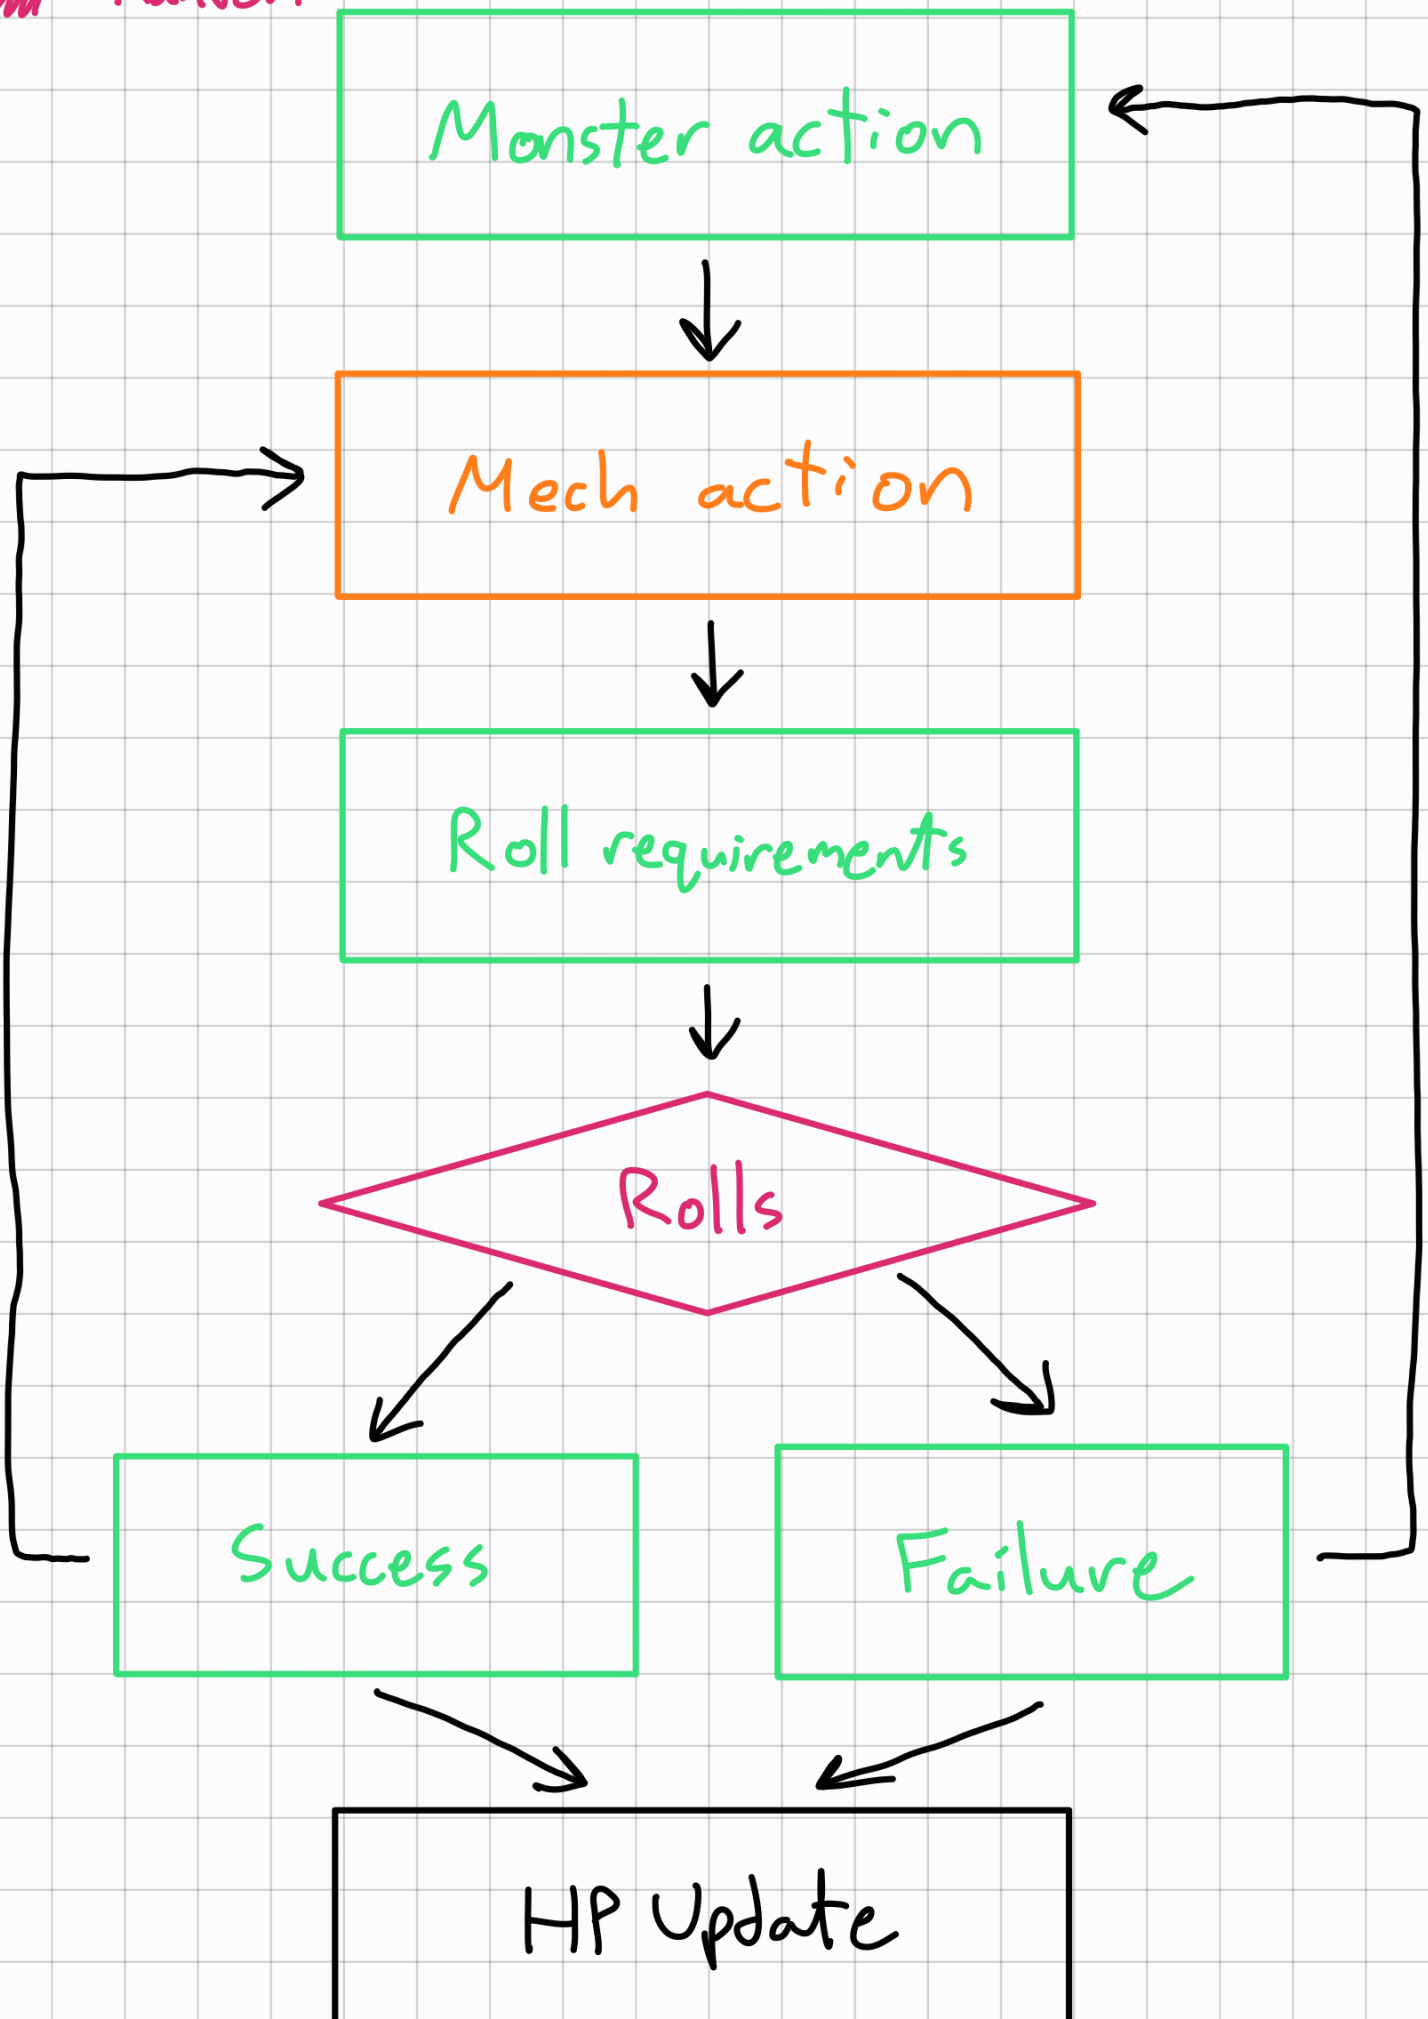 Monster action
Mech action
Roll requirements
Rolls
Success
Failure
HP Update